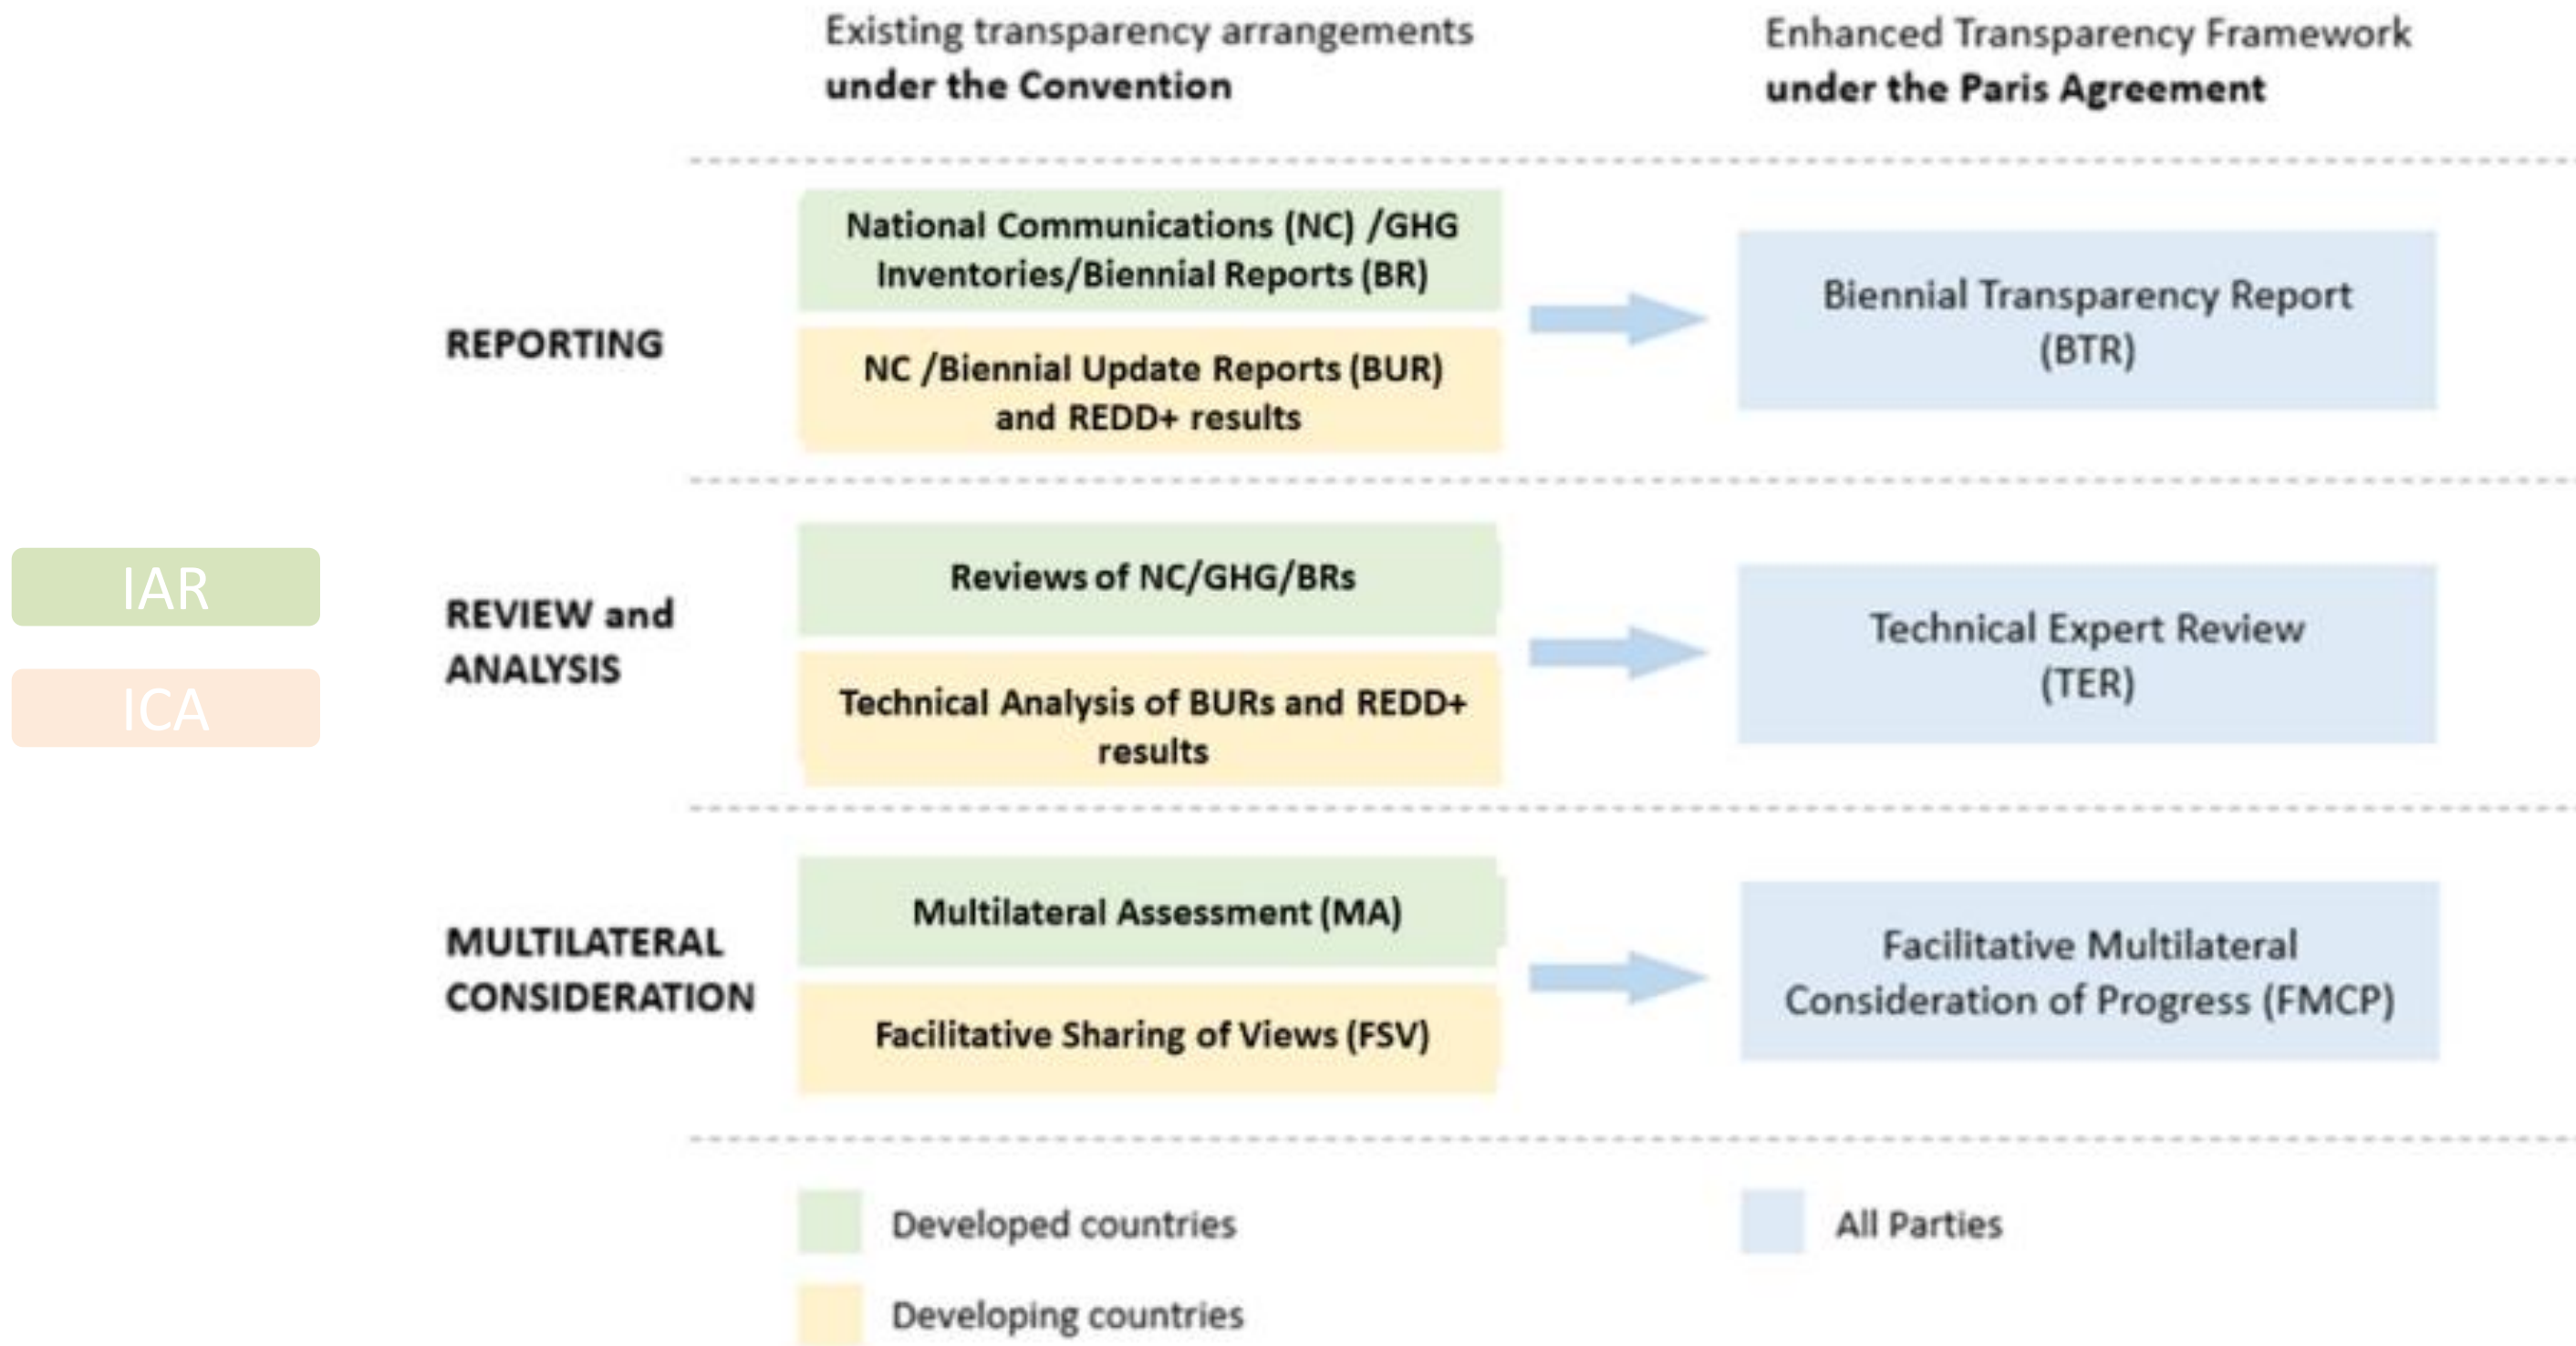 Existing transparency arrangements
under the Convention
Enhanced Transparency Framework
under the Paris Agreement
REPORTING
National Communications (NC) /GHG
Inventories/Biennial Reports (BR)
NC /Biennial Update Reports (BUR)
and REDD+ results
Biennial Transparency Report
(BTR)
IAR
ICA
REVIEW and
ANALYSIS
Reviews of NC/GHG/BRs
Technical Analysis of BURs and REDD+
results
Technical Expert Review
(TER)
MULTILATERAL
CONSIDERATION
Multilateral Assessment (MA)
Facilitative Sharing of Views (FSV)
Facilitative Multilateral
Consideration of Progress (FMCP)
Developed countries
Developing countries
All Parties